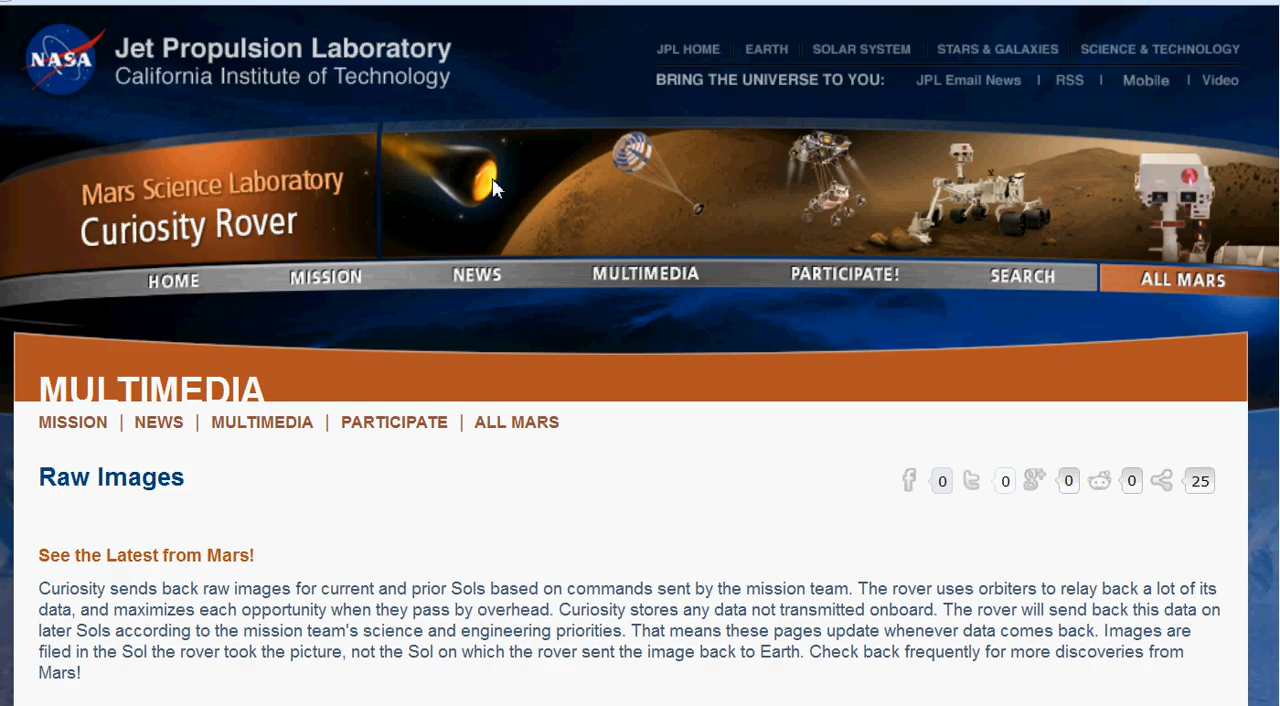 NASA
Jet Propulsion Laboratory
California Institute of Technology
JPL HOME EARTH SOLAR SYSTEM STARS & GALAXIES SCIENCE & TECHNOLOGY
BRING THE UNIVERSE TO YOU: JPL Email News | RSS | Mobile | Video
Mars Science Laboratory
Curiosity Rover
HOME MISSION NEWS MULTIMEDIA PARTICIPATE! SEARCH ALL MARS
MULTIMEDIA
MISSION | NEWS | MULTIMEDIA | PARTICIPATE | ALL MARS
Raw Images
0 0 0 0 25
See the Latest from Mars!
Curiosity sends back raw images for current and prior Sols based on commands sent by the mission team. The rover uses orbiters to relay back a lot of its
data, and maximizes each opportunity when they pass by overhead. Curiosity stores any data not transmitted onboard. The rover will send back this data on
later Sols according to the mission team's science and engineering priorities. That means these pages update whenever data comes back. Images are
filed in the Sol the rover took the picture, not the Sol on which the rover sent the image back to Earth. Check back frequently for more discoveries from
Mars!